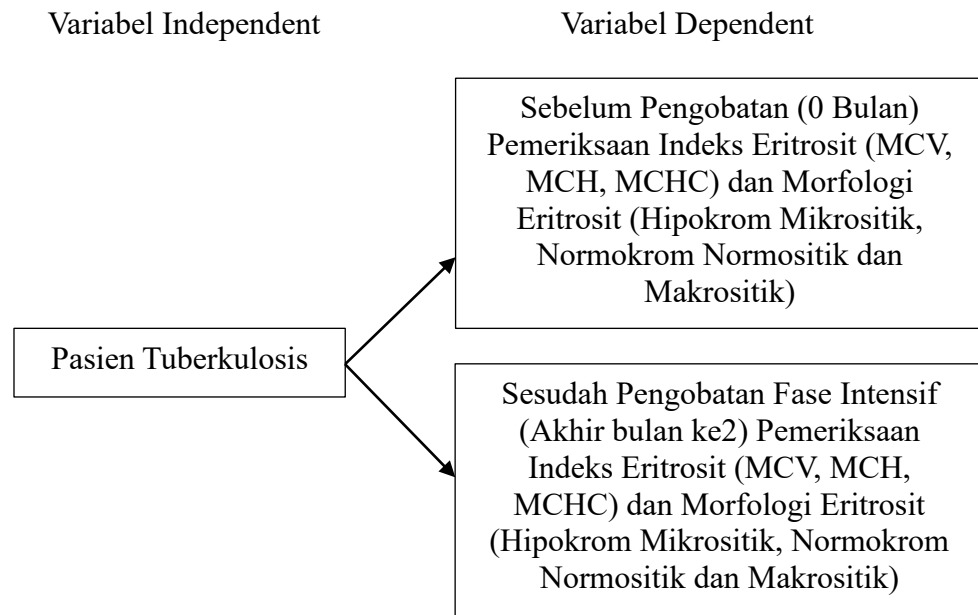 Variabel Independent
Variabel Dependent
Sebelum Pengobatan (0 Bulan)
Pemeriksaan Indeks Eritrosit (MCV,
MCH, MCHC) dan Morfologi
Eritrosit (Hipokrom Mikrositik,
Normokrom Normositik dan
Makrositik)
Pasien Tuberkulosis
Sesudah Pengobatan Fase Intensif
(Akhir bulan ke2) Pemeriksaan
Indeks Eritrosit (MCV, MCH,
MCHC) dan Morfologi Eritrosit
(Hipokrom Mikrositik, Normokrom
Normositik dan Makrositik)